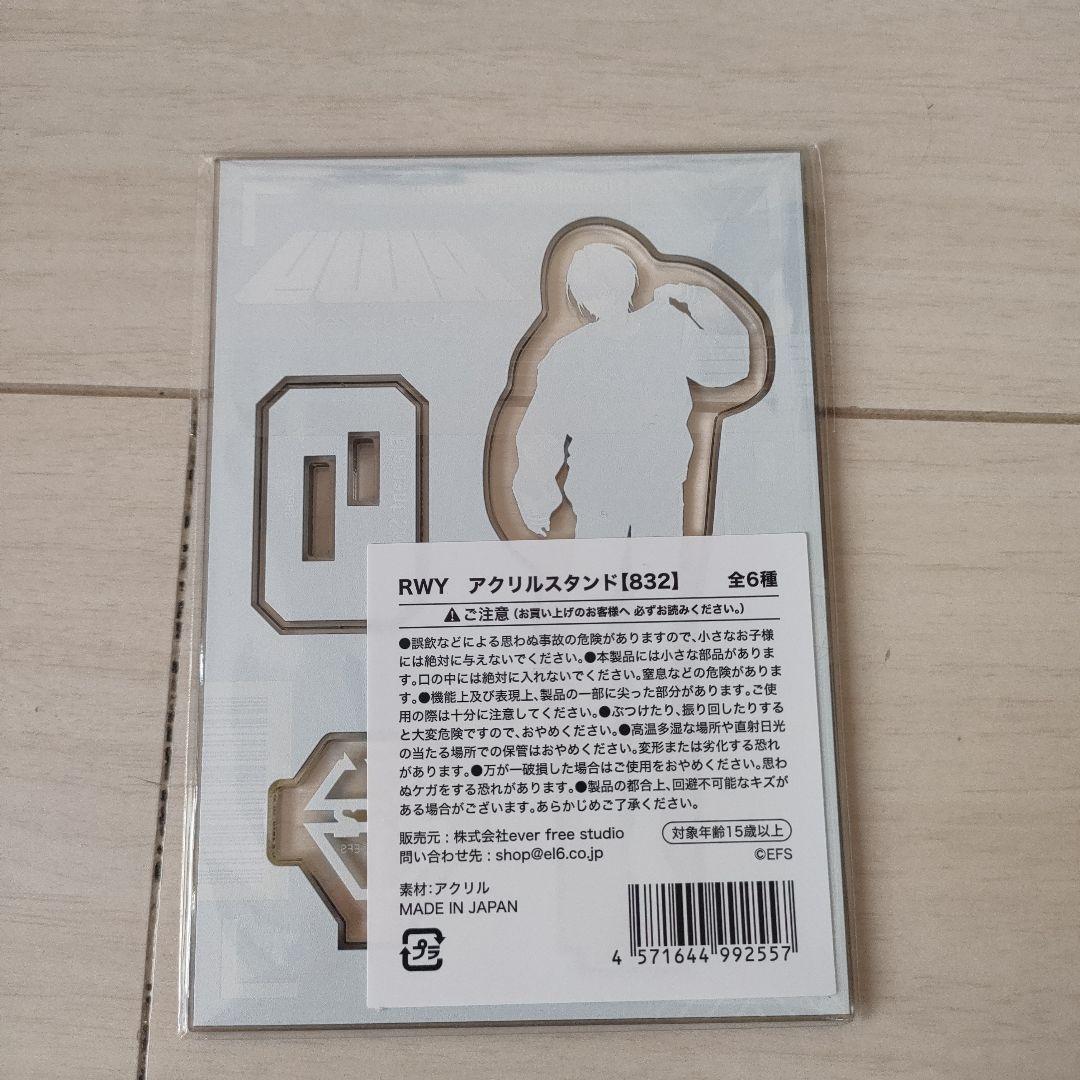 RWY アクリルスタンド【832】 全6種
⚠ご注意(お買い上げのお客様へ 必ずお読みください。)
●誤飲などによる思わぬ事故の危険がありますので、小さなお子様
には絶対に与えないでください。●本製品には小さな部品がありま
す。口の中には絶対に入れないでください。窒息などの危険がありま
す。●機能上及び表現上、製品の一部に尖った部分があります。ご使
用の際は十分に注意してください。●ぶつけたり、振り回したりする
と大変危険ですので、おやめください。●高温多湿な場所や直射日光
の当たる場所での保管はおやめください。変形または劣化する恐れ
があります。●万が一破損した場合はご使用をおやめください。思わ
ぬケガをする恐れがあります。●製品の都合上、回避不可能なキズが
ある場合がございます。あらかじめご了承ください。
販売元:株式会社ever free studio
対象年齢15歳以上
問い合わせ先:shop@el6.co.jp
©EFS
素材:アクリル
MADE IN JAPAN
プラ
4 571644 992557